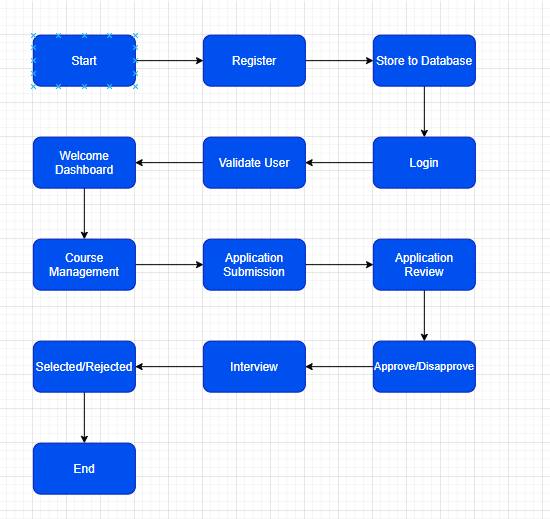 Start
Register
Store to Database
Login
Validate User
Welcome
Dashboard
Course
Management
Application
Submission
Application
Review
Approve/Disapprove
Interview
Selected/Rejected
End